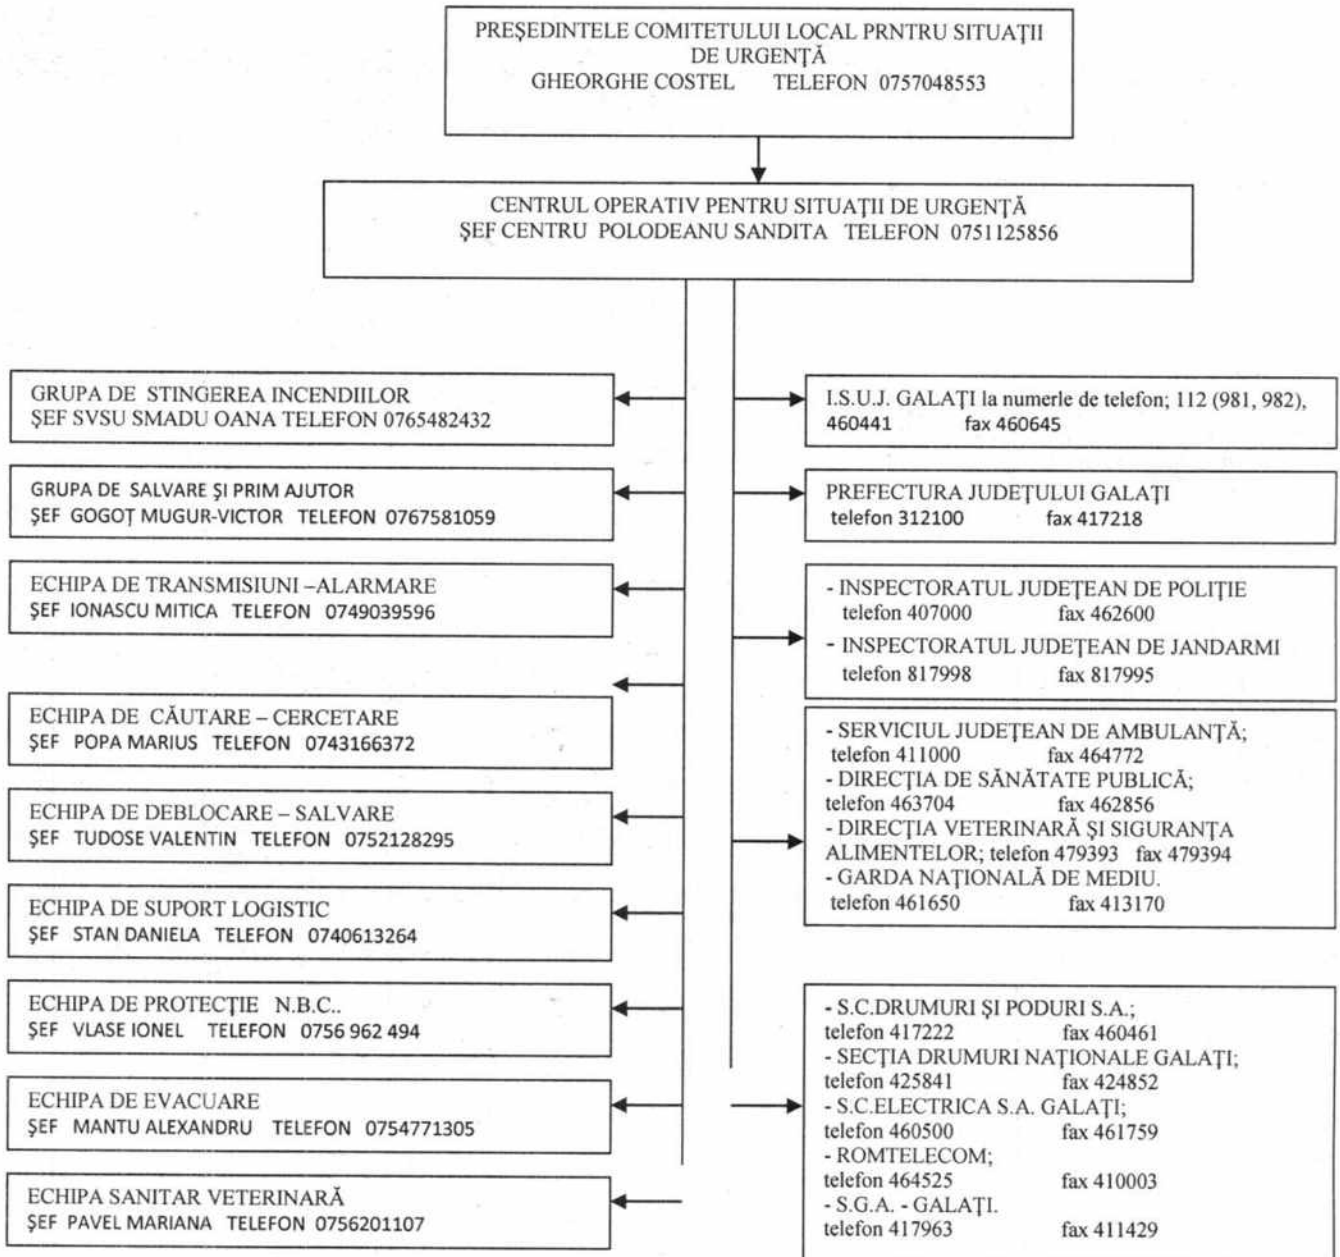 PREŞEDINTELE COMITETULUI LOCAL PRNTRU SITUAŢII
DE URGENŢĂ
GHEORGHE COSTEL TELEFON 0757048553
CENTRUL OPERATIV PENTRU SITUAŢII DE URGENŢĂ
ŞEF CENTRU POLODEANU SANDITA TELEFON 0751125856
GRUPA DE STINGEREA INCENDIILOR
ŞEF SVSU SMADU OANA TELEFON 0765482432
GRUPA DE SALVARE ŞI PRIM AJUTOR
ŞEF GOGOŢ MUGUR-VICTOR TELEFON 0767581059
ECHIPA DE TRANSMISIUNI –ALARMARE
ŞEF IONASCU MITICA TELEFON 0749039596
ECHIPA DE CĂUTARE – CERCETARE
ŞEF POPA MARIUS TELEFON 0743166372
ECHIPA DE DEBLOCARE – SALVARE
ŞEF TUDOSE VALENTIN TELEFON 0752128295
ECHIPA DE SUPORT LOGISTIC
ŞEF STAN DANIELA TELEFON 0740613264
ECHIPA DE PROTECŢIE N.B.C..
ŞEF VLASE IONEL TELEFON 0756 962 494
ECHIPA DE EVACUARE
ŞEF MANTU ALEXANDRU TELEFON 0754771305
ECHIPA SANITAR VETERINARĂ
ŞEF PAVEL MARIANA TELEFON 0756201107
I.S.U.J. GALAŢI la numerle de telefon; 112 (981, 982),
460441 fax 460645
PREFECTURA JUDEŢULUI GALAŢI
telefon 312100 fax 417218
- INSPECTORATUL JUDEŢEAN DE POLIŢIE
telefon 407000 fax 462600
- INSPECTORATUL JUDEŢEAN DE JANDARMI
telefon 817998 fax 817995
- SERVICIUL JUDEŢEAN DE AMBULANŢĂ;
telefon 411000 fax 464772
- DIRECŢIA DE SĂNĂTATE PUBLICĂ;
telefon 463704 fax 462856
- DIRECŢIA VETERINARĂ ŞI SIGURANŢA
ALIMENTELOR; telefon 479393 fax 479394
- GARDA NAŢIONALĂ DE MEDIU.
telefon 461650 fax 413170
- S.C.DRUMURI ŞI PODURI S.A.;
telefon 417222 fax 460461
- SECŢIA DRUMURI NAŢIONALE GALAŢI;
telefon 425841 fax 424852
- S.C.ELECTRICA S.A. GALAŢI;
telefon 460500 fax 461759
- ROMTELECOM;
telefon 464525 fax 410003
- S.G.A. - GALAŢI.
telefon 417963 fax 411429